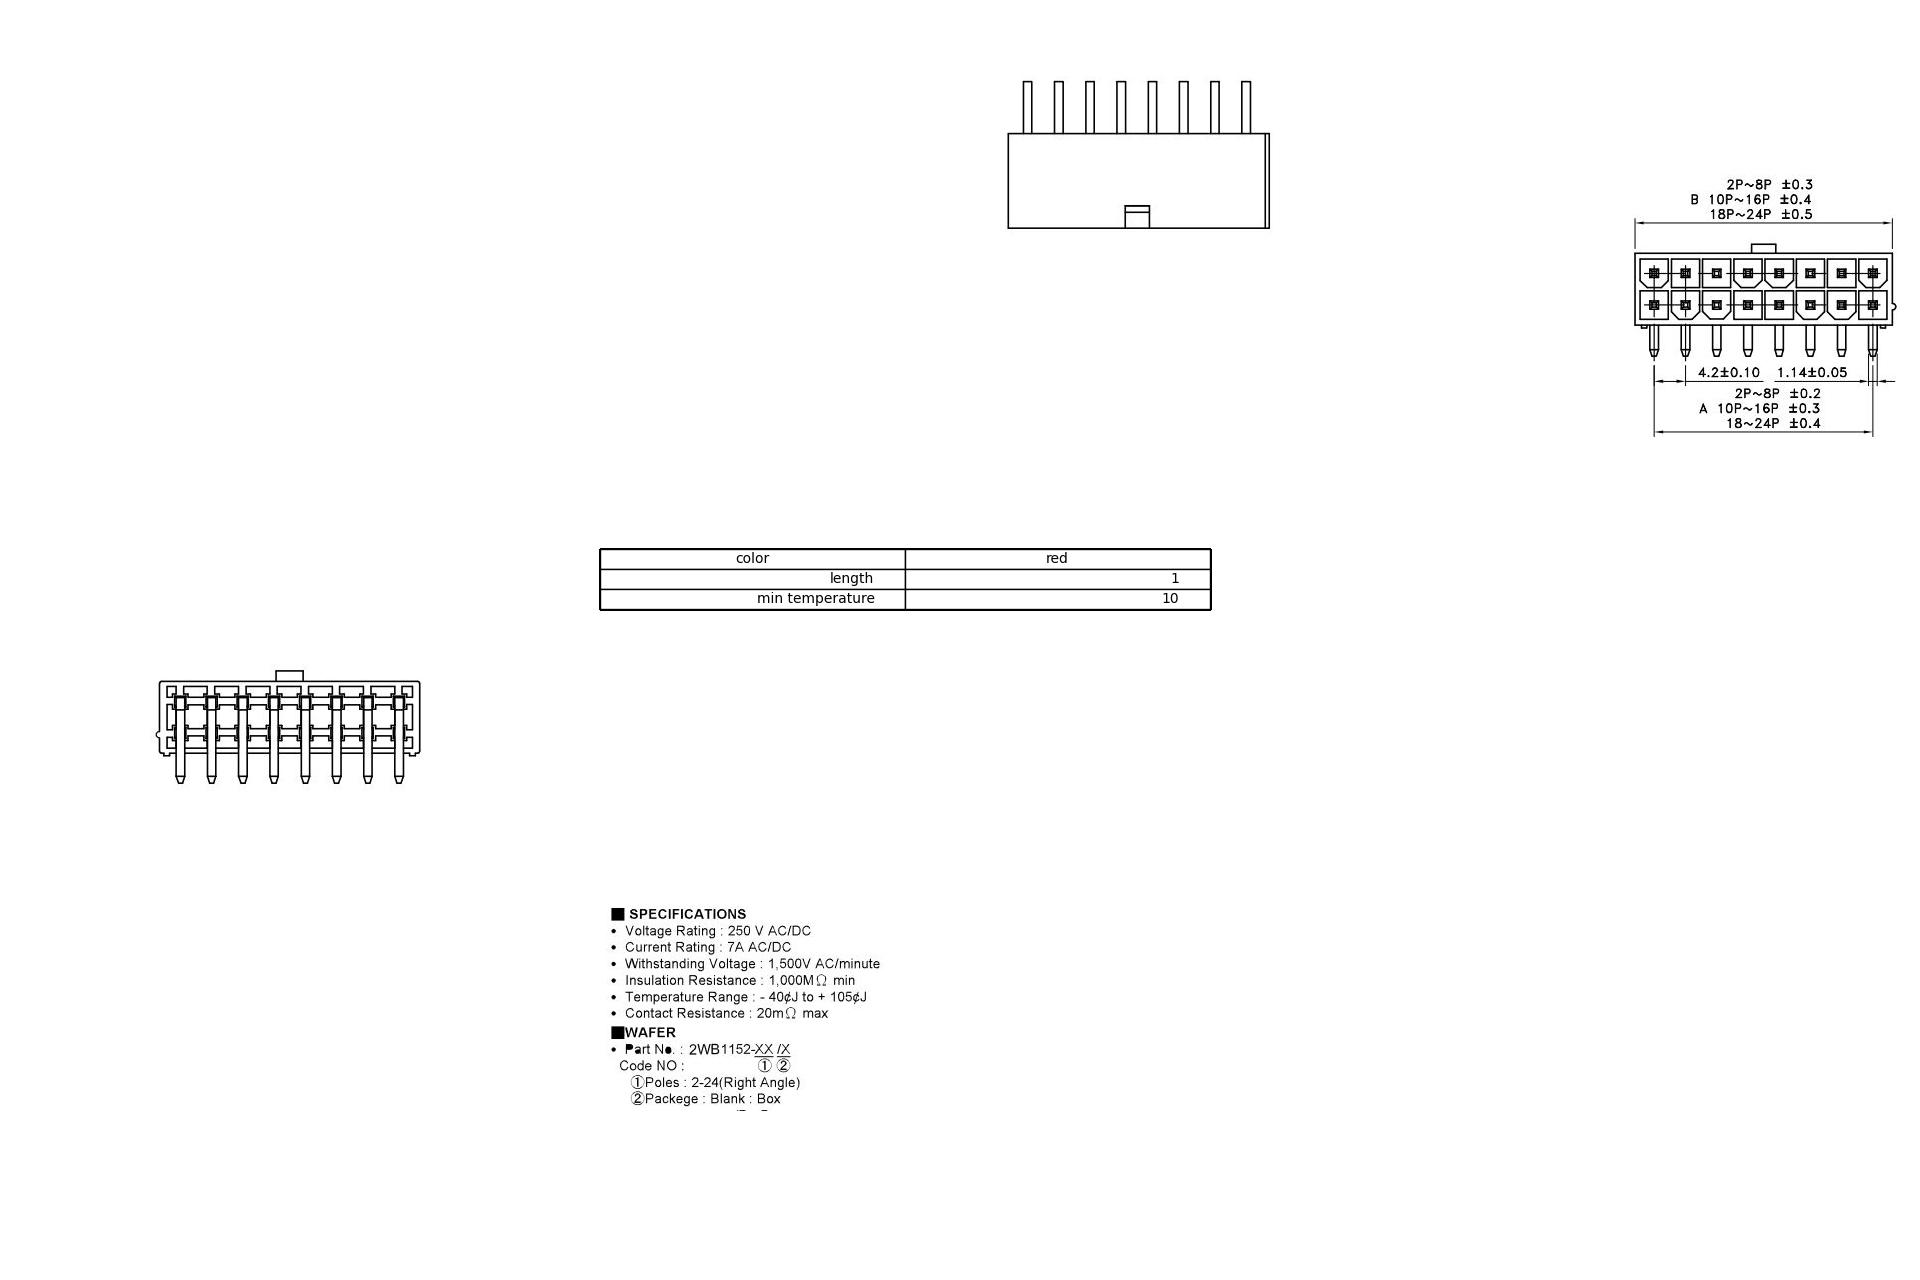 2P~8P ±0.3
B 10P~16P ±0.4
18P~24P ±0.5
4.2±0.10 1.14±0.05
2P~8P ±0.2
A 10P~16P ±0.3
18~24P ±0.4
color red
length 1
min temperature 10
■ SPECIFICATIONS
• Voltage Rating : 250 V AC/DC
• Current Rating : 7A AC/DC
• Withstanding Voltage : 1,500V AC/minute
• Insulation Resistance : 1,000MΩ min
• Temperature Range : - 40¢J to + 105¢J
• Contact Resistance : 20mΩ max
■WAFER
• Part No. : 2WB1152-XX /X
Code NO : ① ②
①Poles : 2-24(Right Angle)
②Packege : Blank : Box